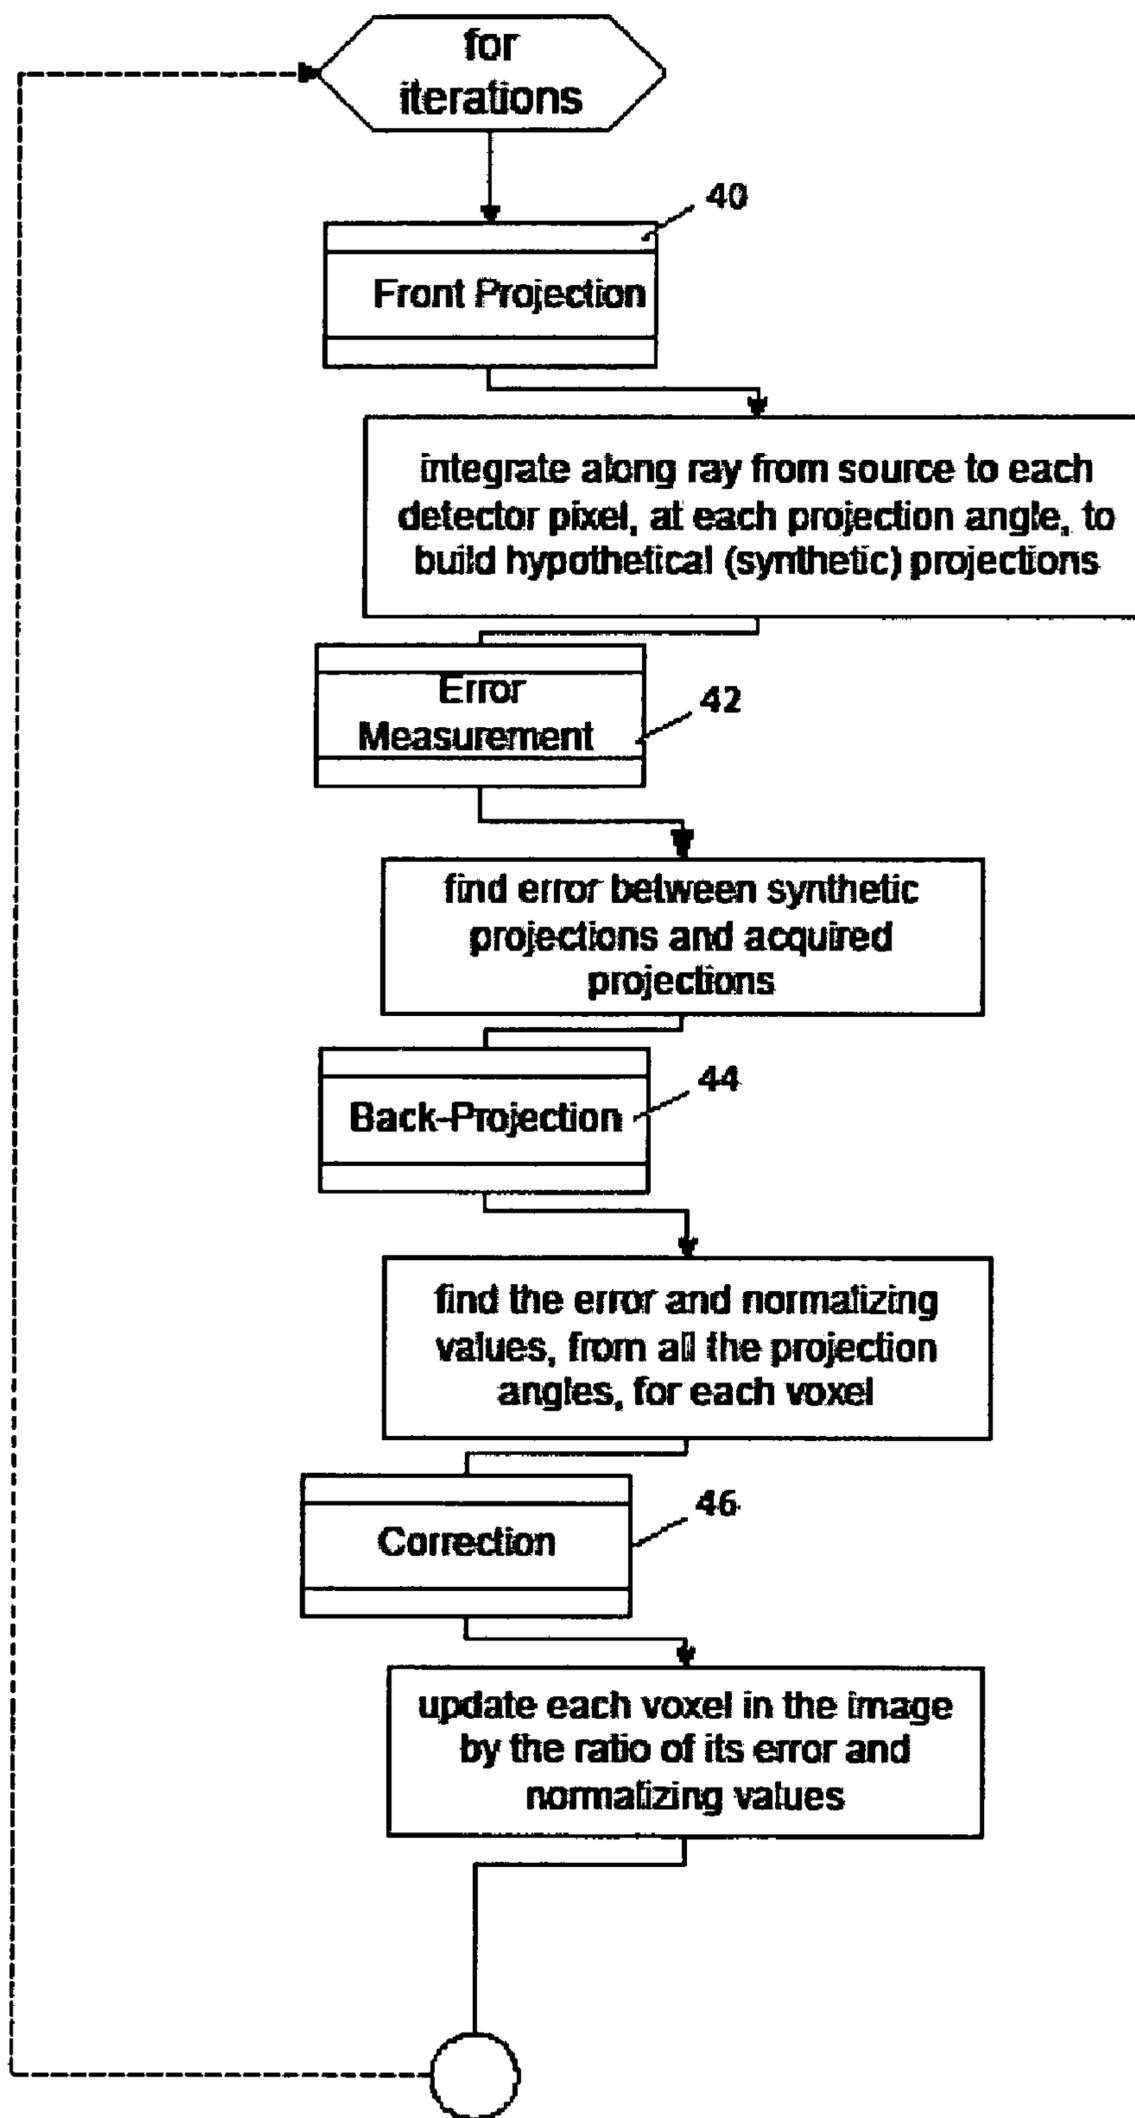 for
iterations
40
Front Projection
integrate along ray from source to each
detector pixel, at each projection angle, to
build hypothetical (synthetic) projections
Error
Measurement
42
find error between synthetic
projections and acquired
projections
44
Back-Projection
find the error and normalizing
values, from all the projection
angles, for each voxel
46
Correction
update each voxel in the image
by the ratio of its error and
normalizing values